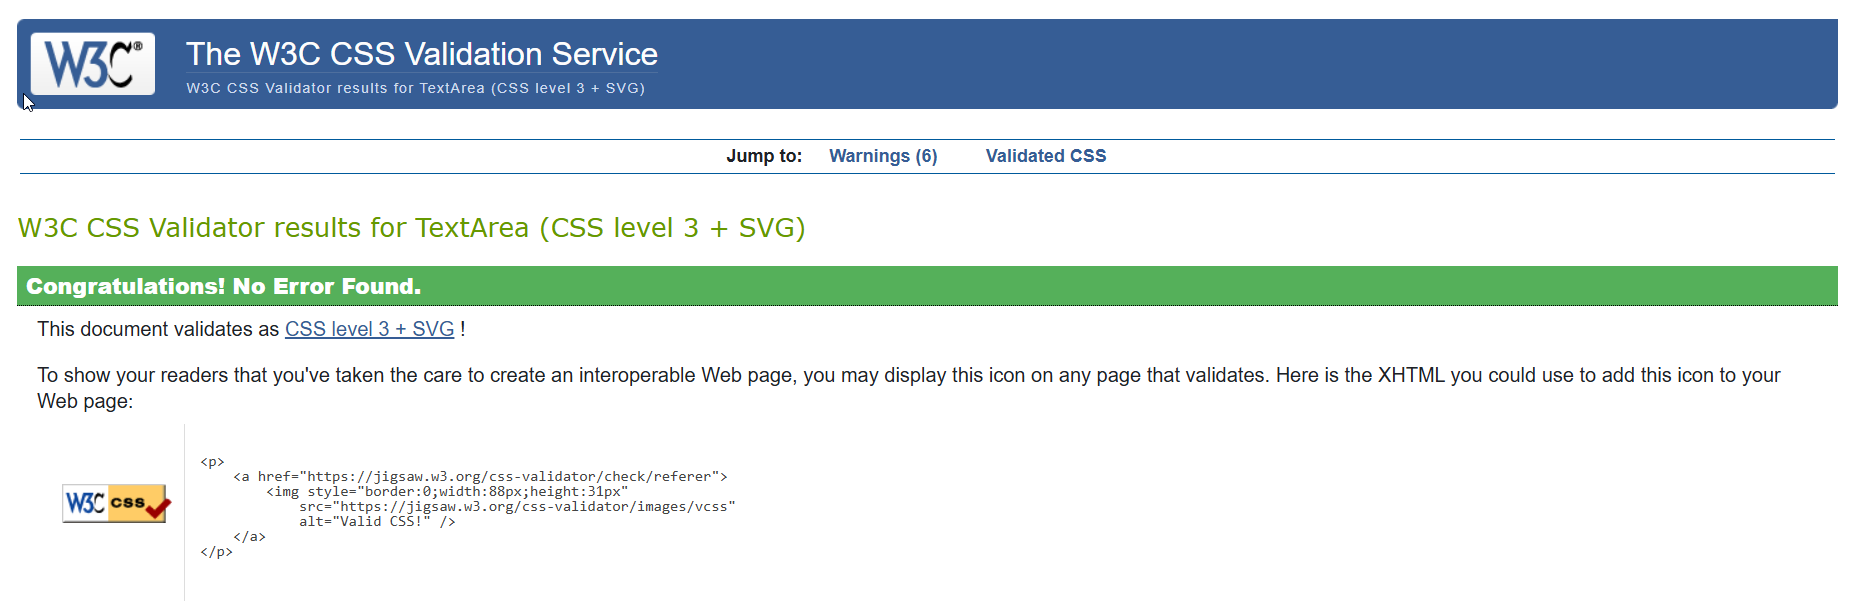 W3C®
The W3C CSS Validation Service
W3C CSS Validator results for TextArea (CSS level 3 + SVG)
Jump to: Warnings (6) Validated CSS
W3C CSS Validator results for TextArea (CSS level 3 + SVG)
Congratulations! No Error Found.
This document validates as CSS level 3 + SVG !
To show your readers that you've taken the care to create an interoperable Web page, you may display this icon on any page that validates. Here is the XHTML you could use to add this icon to your
Web page:
W3C css
<p>
    <a href="https://jigsaw.w3.org/css-validator/check/referer">
        <img style="border:0;width:88px;height:31px"
            src="https://jigsaw.w3.org/css-validator/images/vcss"
            alt="Valid CSS!" />
    </a>
</p>